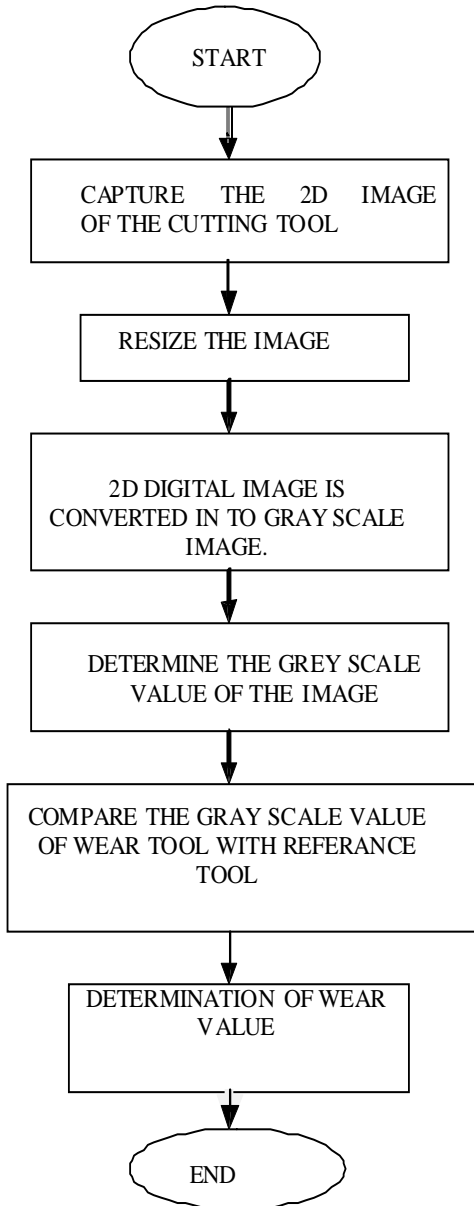 START
CAPTURE THE 2D IMAGE
OF THE CUTTING TOOL
RESIZE THE IMAGE
2D DIGITAL IMAGE IS
CONVERTED IN TO GRAY SCALE
IMAGE.
DETERMINE THE GREY SCALE
VALUE OF THE IMAGE
COMPARE THE GRAY SCALE VALUE
OF WEAR TOOL WITH REFERANCE
TOOL
DETERMINATION OF WEAR
VALUE
END